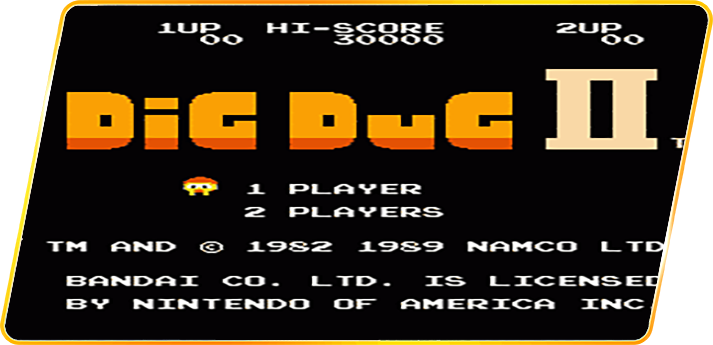 1UP HI-SCORE 2UP
00 30000 00
DiG DuG II T
1 PLAYER
2 PLAYERS
TM AND © 1982 1989 NAMCO LTD
BANDAI CO. LTD. IS LICENSED
BY NINTENDO OF AMERICA INC.